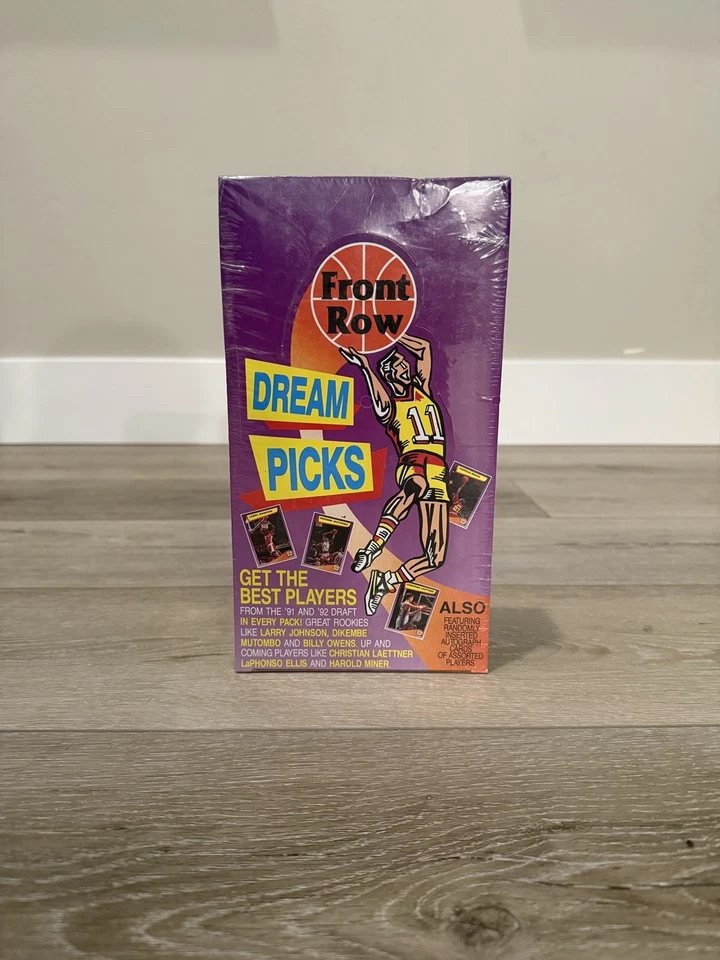 Front
Row
DREAM
PICKS
11
GET THE
BEST PLAYERS
FROM THE '91 AND '92 DRAFT
IN EVERY PACK! GREAT ROOKIES
LIKE LARRY JOHNSON, DIKEMBE
MUTOMBO AND BILLY OWENS. UP AND
COMING PLAYERS LIKE CHRISTIAN LAETTNER
LaPHONSO ELLIS AND HAROLD MINER
ALSO
FEATURING
RANDOMLY
INSERTED
AUTOGRAPH
CARDS
OF ASSORTED
PLAYERS